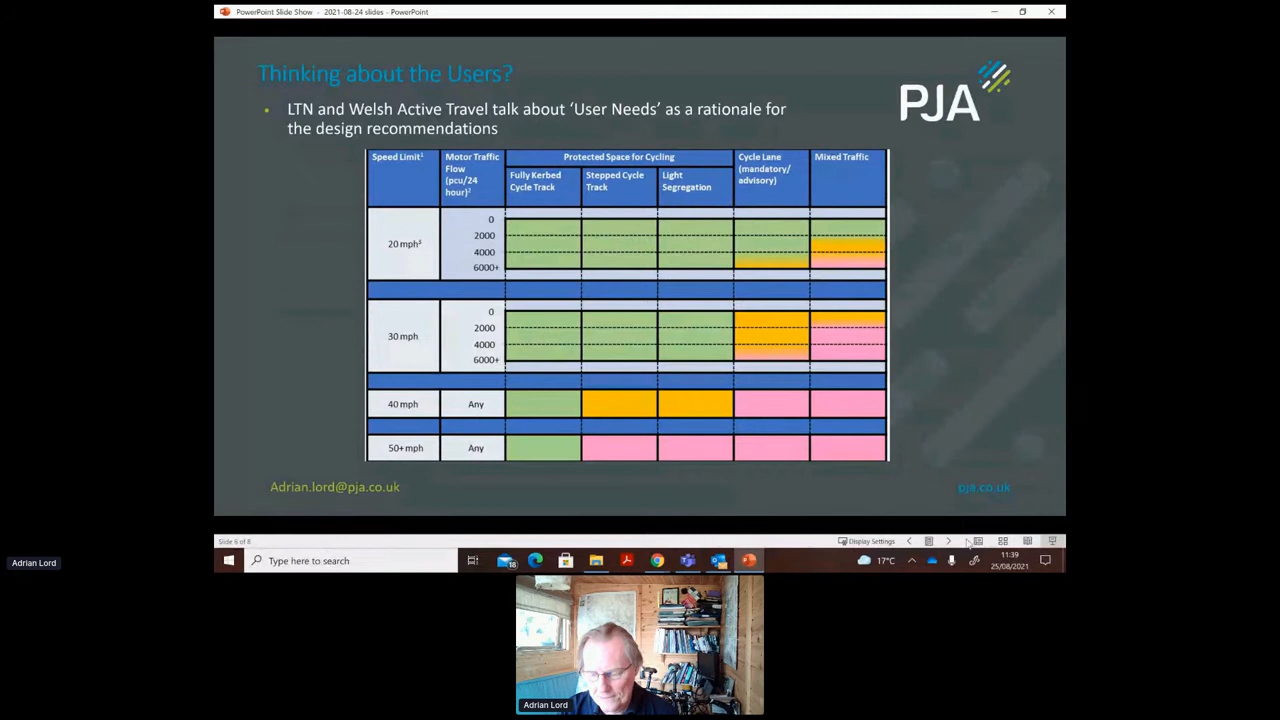 PowerPoint Slide Show - 2021-08-24 slides - PowerPoint
Thinking about the Users?
PJA
• LTN and Welsh Active Travel talk about ‘User Needs’ as a rationale for
the design recommendations
Speed Limit¹
Motor Traffic
Flow
(pcu/24
hour)²
Protected Space for Cycling
Fully Kerbed
Cycle Track
Stepped Cycle
Track
Light
Segregation
Cycle Lane
(mandatory/
advisory)
Mixed Traffic
20 mph³
0
2000
4000
6000+
30 mph
0
2000
4000
6000+
40 mph
Any
50+ mph
Any
Adrian.lord@pja.co.uk
pja.co.uk
Slide 6 of 8
Display Settings
Adrian Lord
Type here to search
18
17°C
11:39
25/08/2021
Adrian Lord